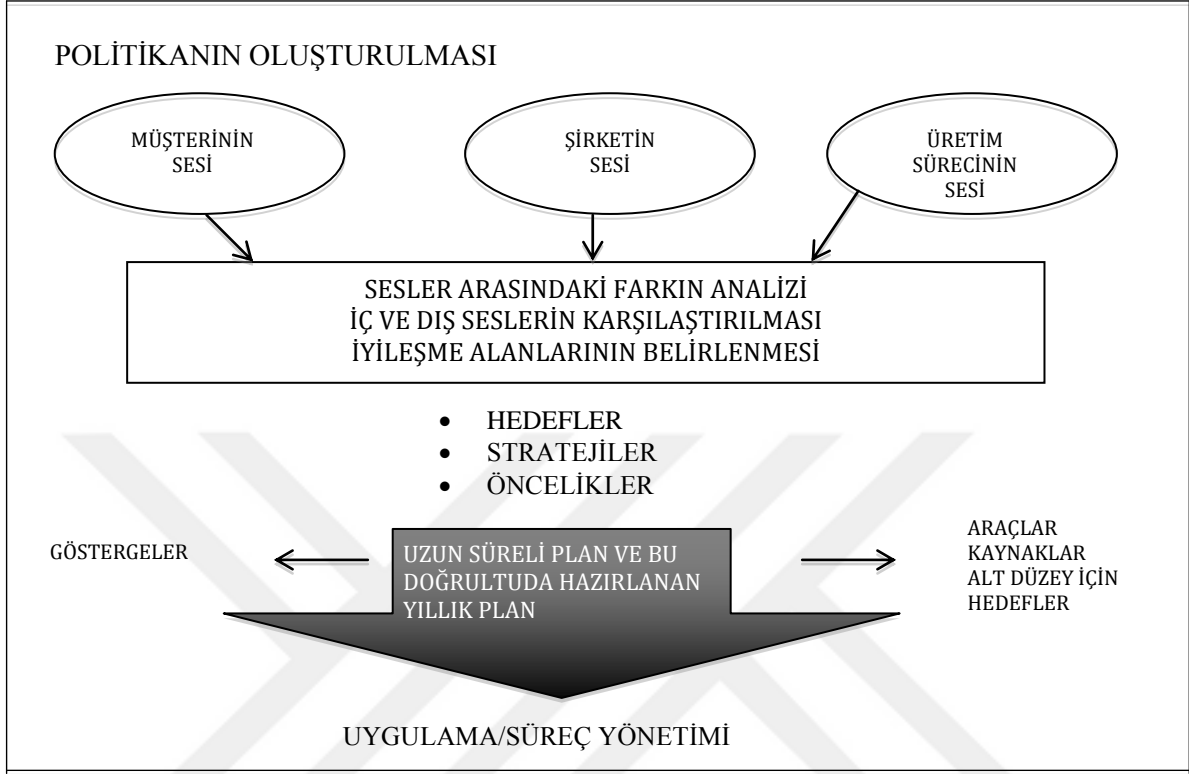 POLİTİKANIN OLUŞTURULMASI
MÜŞTERİNİN
SESİ
ŞİRKETİN
SESİ
ÜRETİM
SÜRECİNİN
SESİ
SESLER ARASINDAKİ FARKIN ANALİZİ
İÇ VE DIŞ SESLERİN KARŞILAŞTIRILMASI
İYİLEŞME ALANLARININ BELİRLENMESİ
• HEDEFLER
• STRATEJİLER
• ÖNCELİKLER
GÖSTERGELER
UZUN SÜRELİ PLAN VE BU
DOĞRULTUDA HAZIRLANAN
YILLIK PLAN
ARAÇLAR
KAYNAKLAR
ALT DÜZEY İÇİN
HEDEFLER
UYGULAMA/SÜREÇ YÖNETİMİ